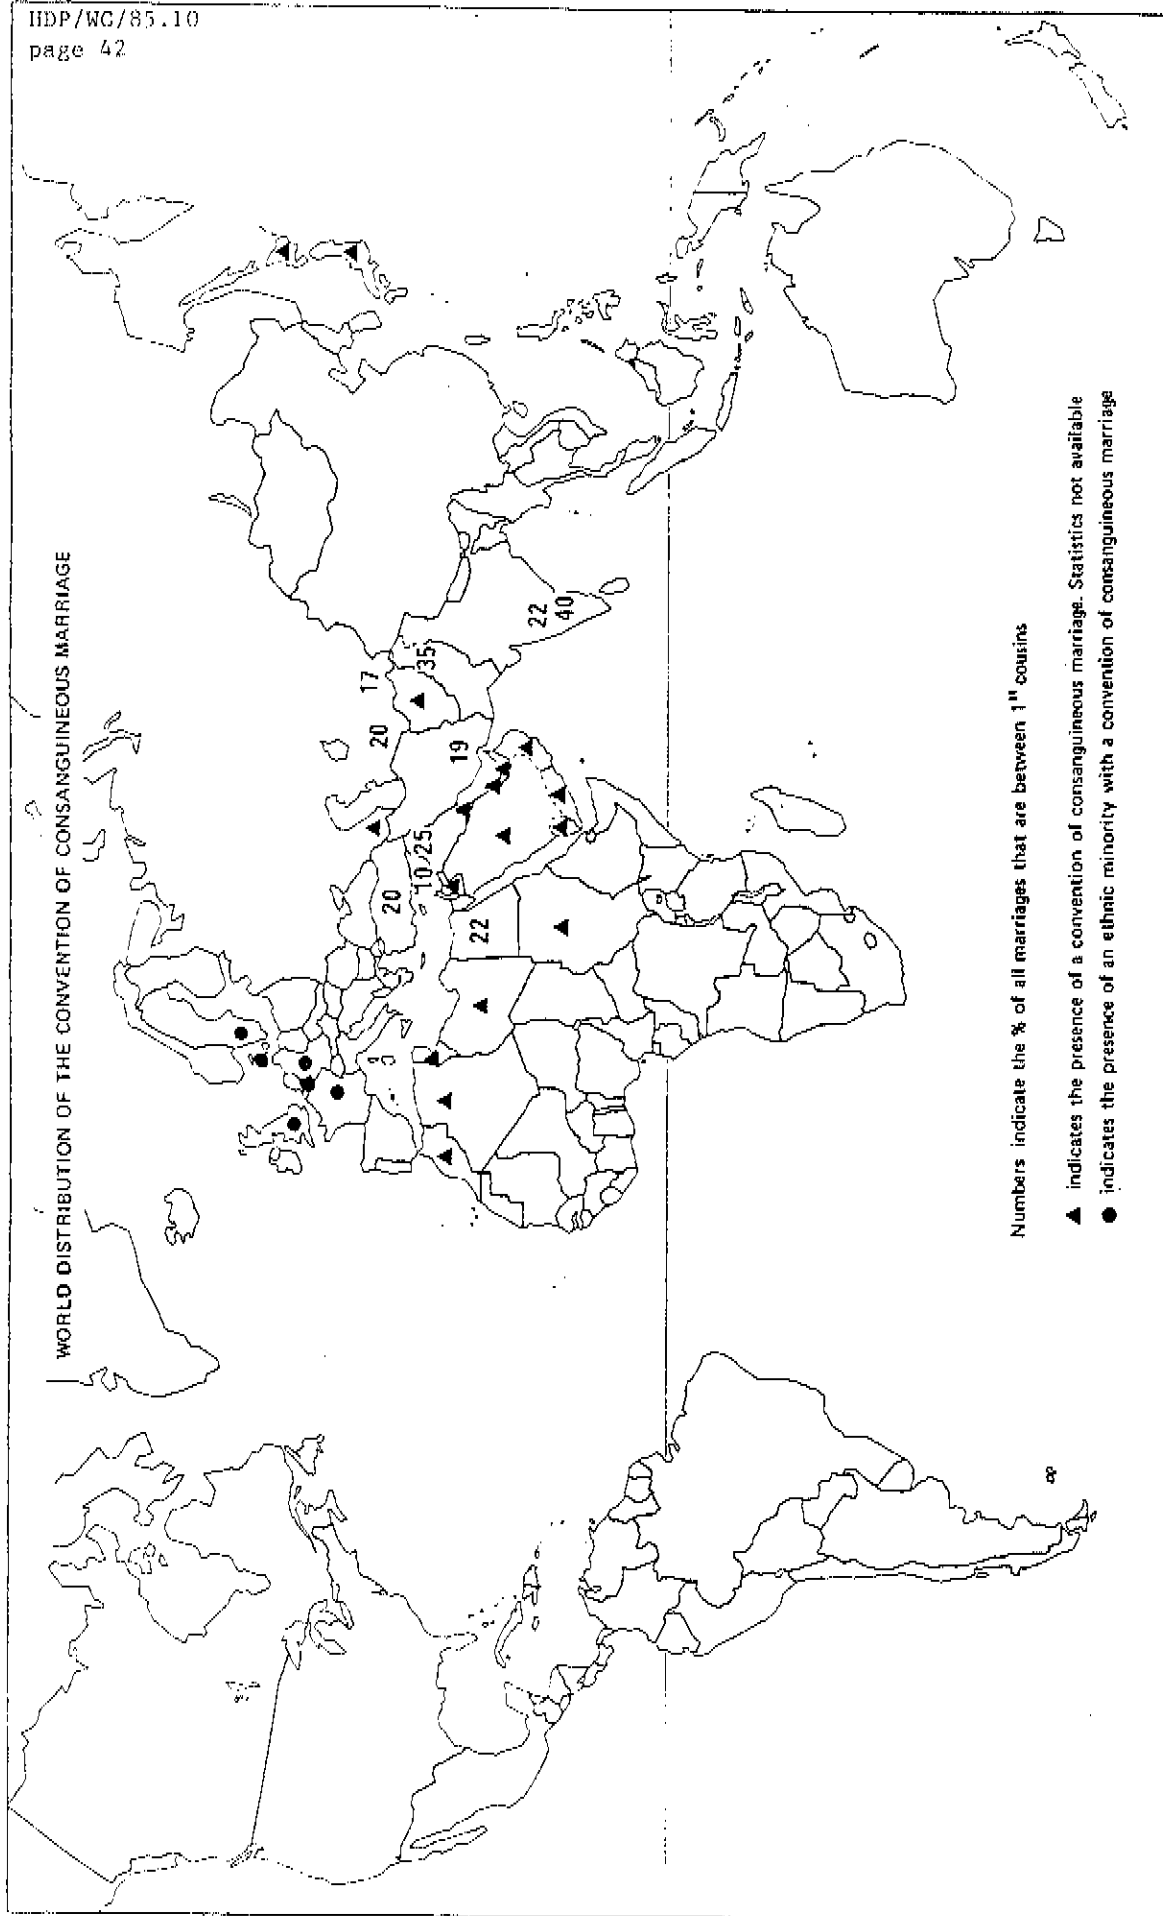 HDP/WG/85.10
page 42
WORLD DISTRIBUTION OF THE CONVENTION OF CONSANGUINEOUS MARRIAGE
17
20
35
19
22
40
20
10/25
22
Numbers indicate the % of all marriages that are between 1st cousins
▲ indicates the presence of a convention of consanguineous marriage. Statistics not available
● indicates the presence of an ethnic minority with a convention of consanguineous marriage